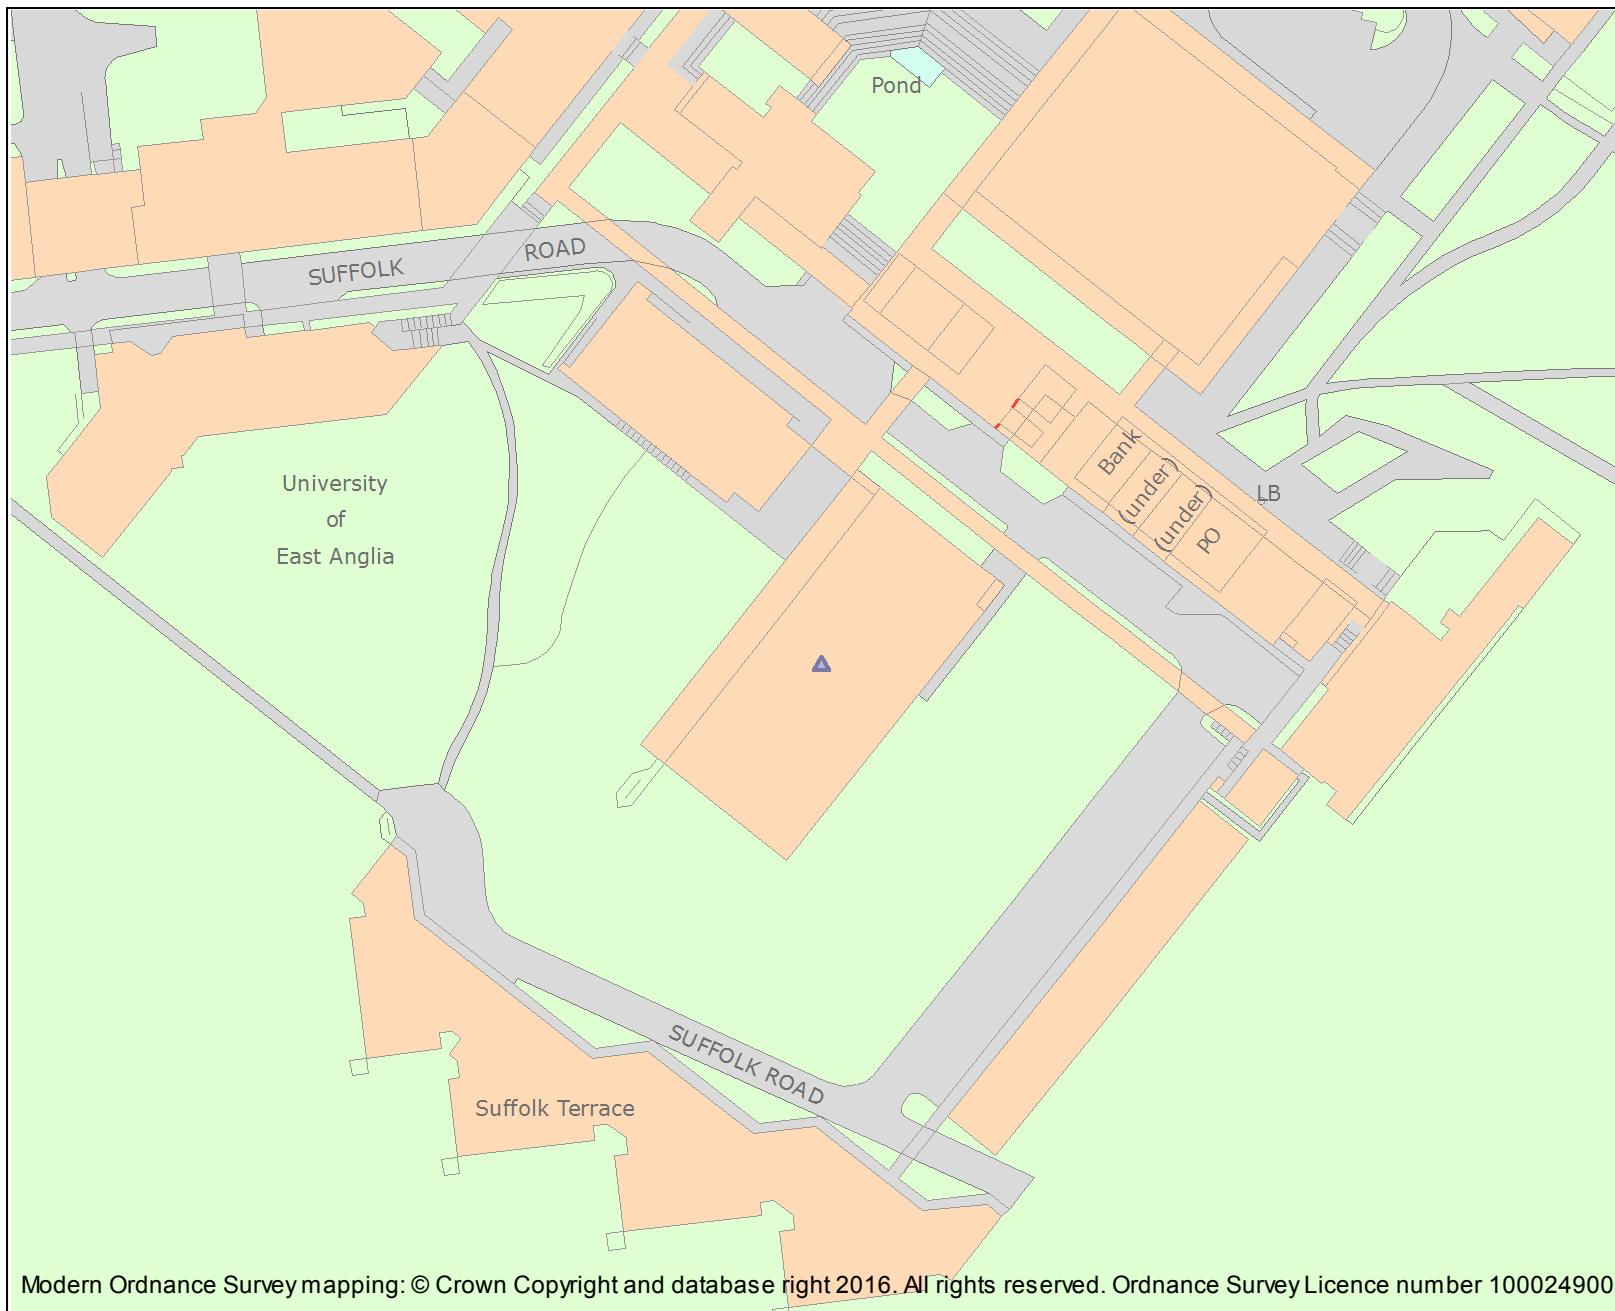 Pond
SUFFOLK ROAD
Bank
(under)
(under)
PO
LB
University
of
East Anglia
SUFFOLK ROAD
Suffolk Terrace
Modern Ordnance Survey mapping: © Crown Copyright and database right 2016. All rights reserved. Ordnance Survey Licence number 100024900